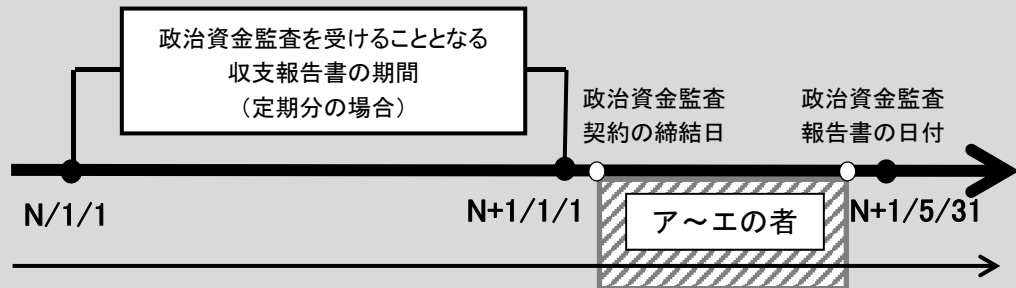 政治資金監査を受けることとなる
収支報告書の期間
（定期分の場合）
政治資金監査
契約の締結日
政治資金監査
報告書の日付
N/1/1
N+1/1/1
ア～エの者
N+1/5/31